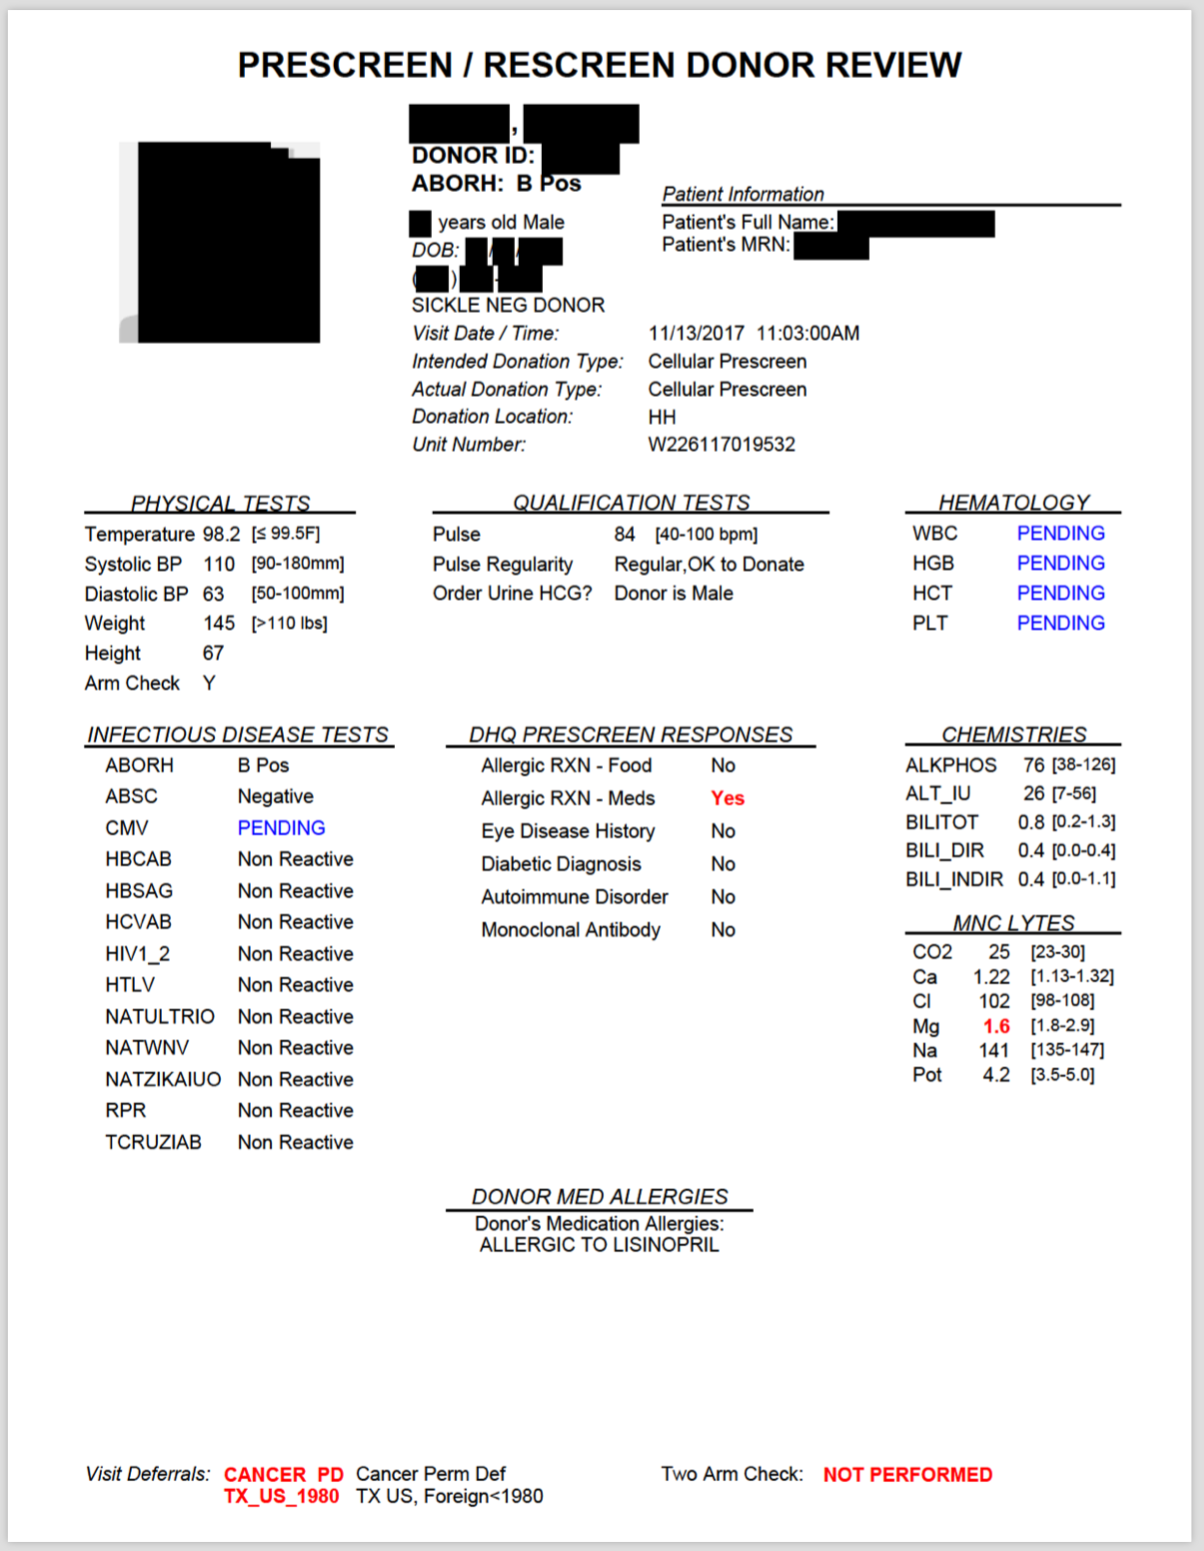 PRESCREEN / RESCREEN DONOR REVIEW
,
DONOR ID:
ABORH: B Pos
years old Male
DOB: / /
( ) -
SICKLE NEG DONOR
Patient Information
Patient's Full Name:
Patient's MRN:
Visit Date / Time: 11/13/2017 11:03:00AM
Intended Donation Type: Cellular Prescreen
Actual Donation Type: Cellular Prescreen
Donation Location: HH
Unit Number: W226117019532
PHYSICAL TESTS
Temperature 98.2 [≤ 99.5F]
Systolic BP 110 [90-180mm]
Diastolic BP 63 [50-100mm]
Weight 145 [>110 lbs]
Height 67
Arm Check Y
QUALIFICATION TESTS
Pulse 84 [40-100 bpm]
Pulse Regularity Regular,OK to Donate
Order Urine HCG? Donor is Male
HEMATOLOGY
WBC PENDING
HGB PENDING
HCT PENDING
PLT PENDING
INFECTIOUS DISEASE TESTS
ABORH B Pos
ABSC Negative
CMV PENDING
HBCAB Non Reactive
HBSAG Non Reactive
HCVAB Non Reactive
HIV1_2 Non Reactive
HTLV Non Reactive
NATULTRIO Non Reactive
NATWNV Non Reactive
NATZIKAIUO Non Reactive
RPR Non Reactive
TCRUZIAB Non Reactive
DHQ PRESCREEN RESPONSES
Allergic RXN - Food No
Allergic RXN - Meds Yes
Eye Disease History No
Diabetic Diagnosis No
Autoimmune Disorder No
Monoclonal Antibody No
CHEMISTRIES
ALKPHOS 76 [38-126]
ALT_IU 26 [7-56]
BILITOT 0.8 [0.2-1.3]
BILI_DIR 0.4 [0.0-0.4]
BILI_INDIR 0.4 [0.0-1.1]
MNC LYTES
CO2 25 [23-30]
Ca 1.22 [1.13-1.32]
Cl 102 [98-108]
Mg 1.6 [1.8-2.9]
Na 141 [135-147]
Pot 4.2 [3.5-5.0]
DONOR MED ALLERGIES
Donor's Medication Allergies:
ALLERGIC TO LISINOPRIL
Visit Deferrals: CANCER PD Cancer Perm Def
TX_US_1980 TX US, Foreign<1980
Two Arm Check: NOT PERFORMED